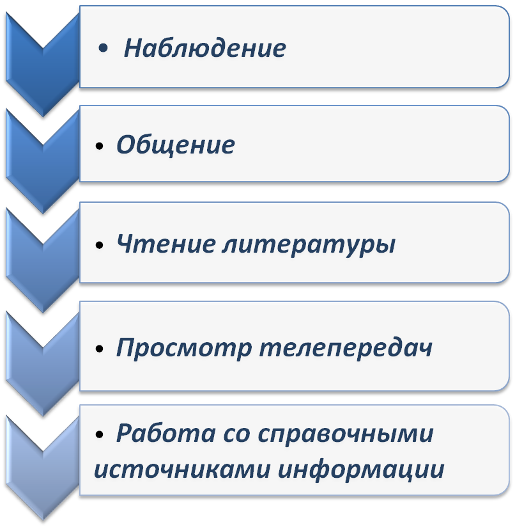 • Наблюдение
• Общение
• Чтение литературы
• Просмотр телепередач
• Работа со справочными
источниками информации